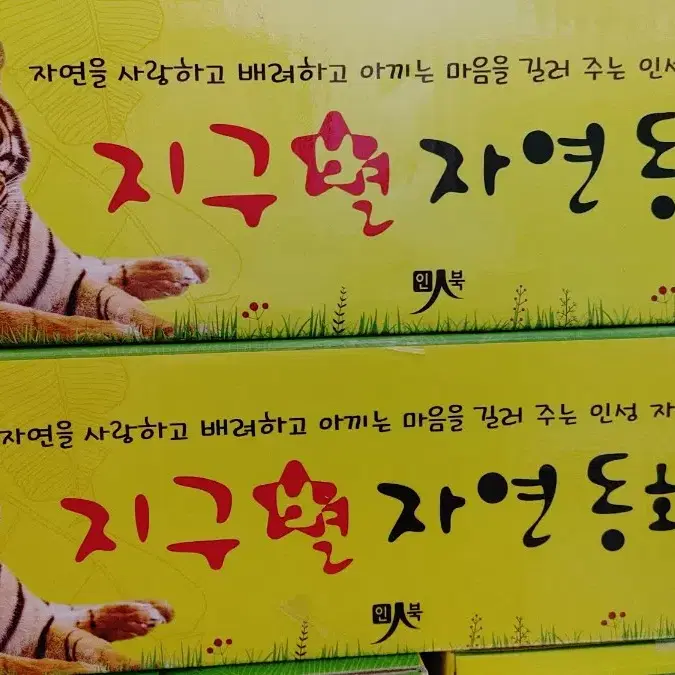 자연을 사랑하고 배려하고 아끼는 마음을 길러 주는 인성
지구별 자연동
인북
자연을 사랑하고 배려하고 아끼는 마음을 길러 주는 인성 자
지구별 자연동화
인북